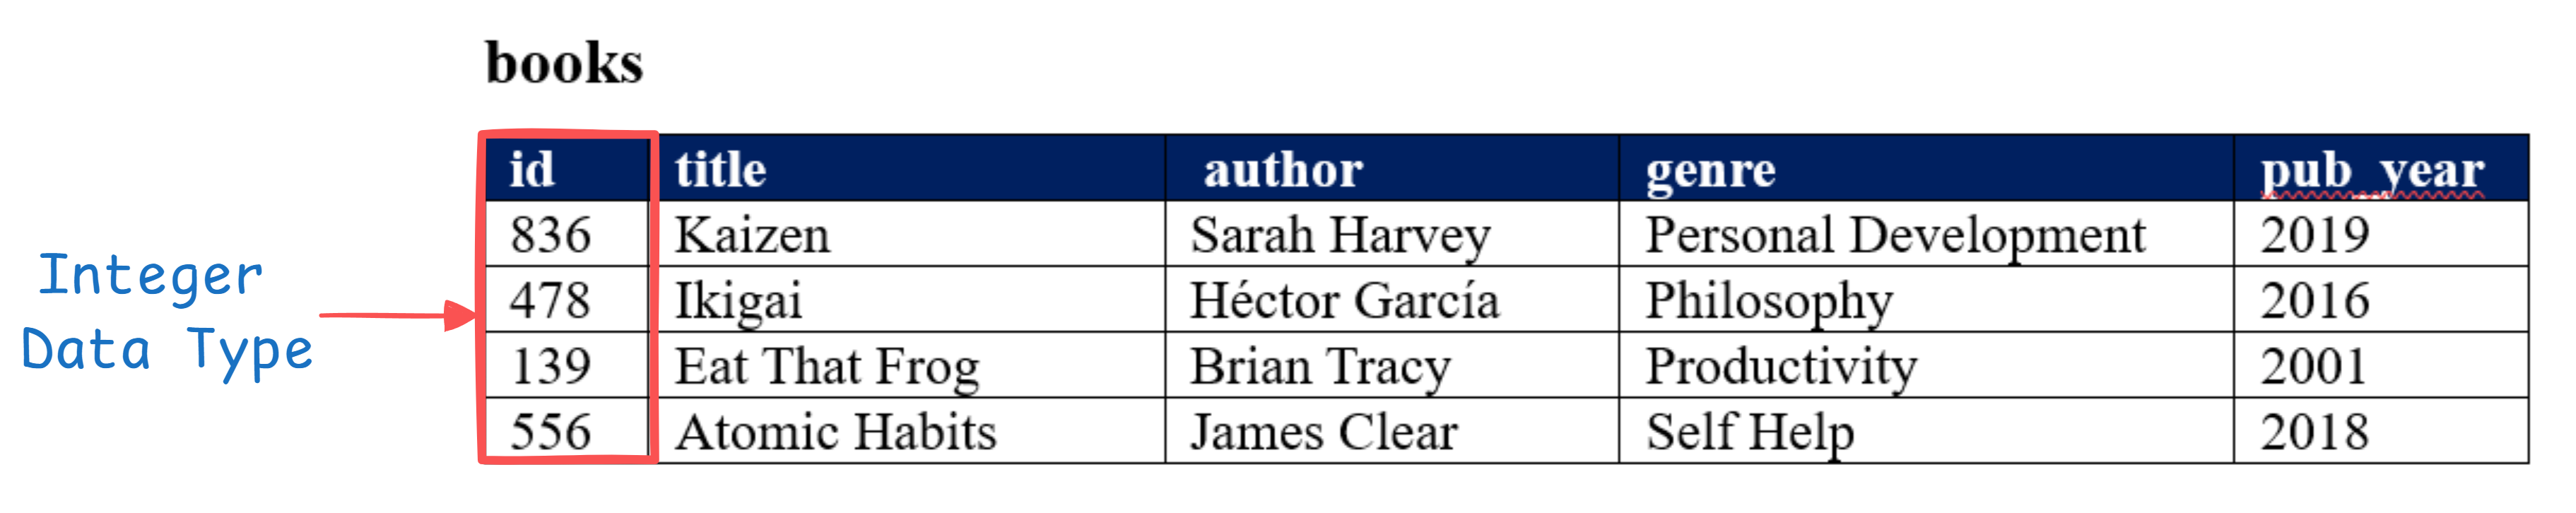 books
id title author genre pub_year
836 Kaizen Sarah Harvey Personal Development 2019
Integer
478 Ikigai Héctor García Philosophy 2016
Data Type
139 Eat That Frog Brian Tracy Productivity 2001
556 Atomic Habits James Clear Self Help 2018